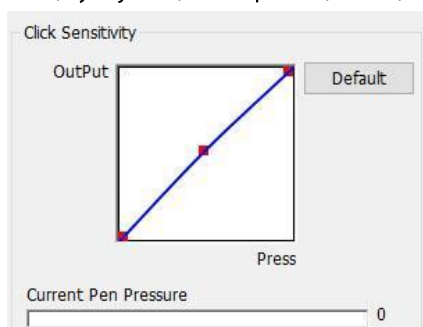 Click Sensitivity
OutPut
Default
Press
Current Pen Pressure
0